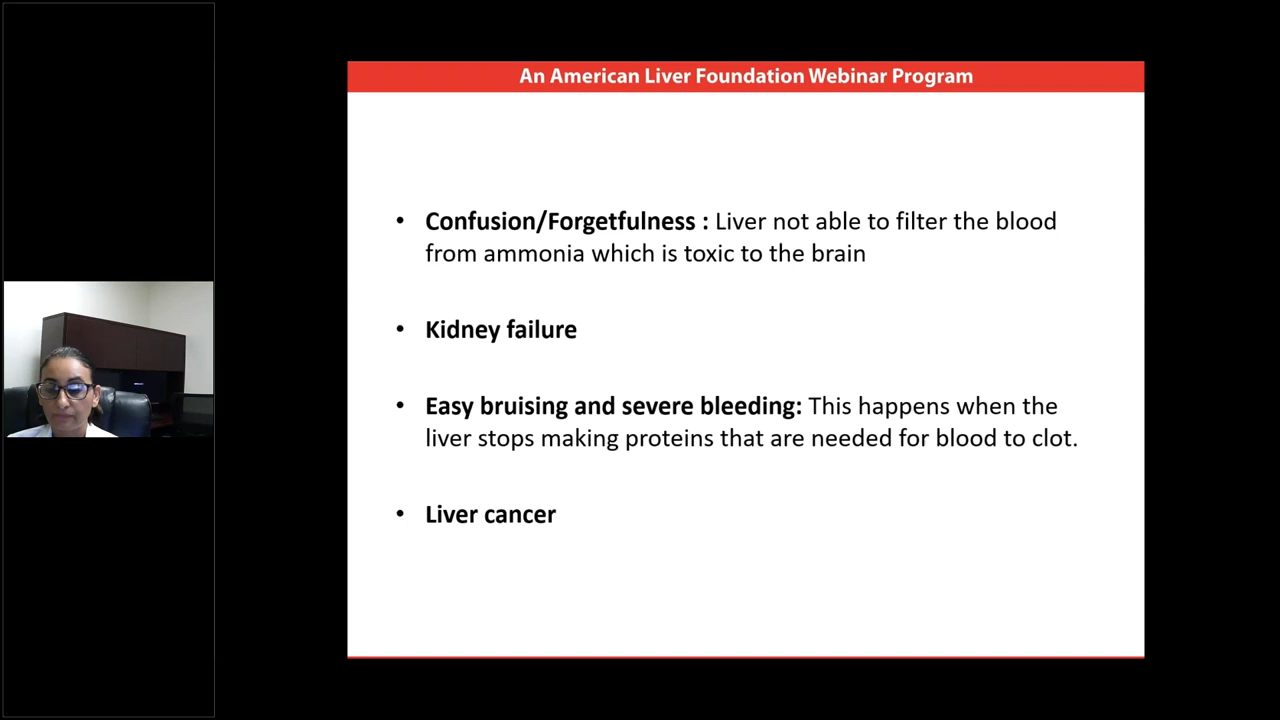 An American Liver Foundation Webinar Program
• Confusion/Forgetfulness : Liver not able to filter the blood
from ammonia which is toxic to the brain
• Kidney failure
• Easy bruising and severe bleeding: This happens when the
liver stops making proteins that are needed for blood to clot.
• Liver cancer